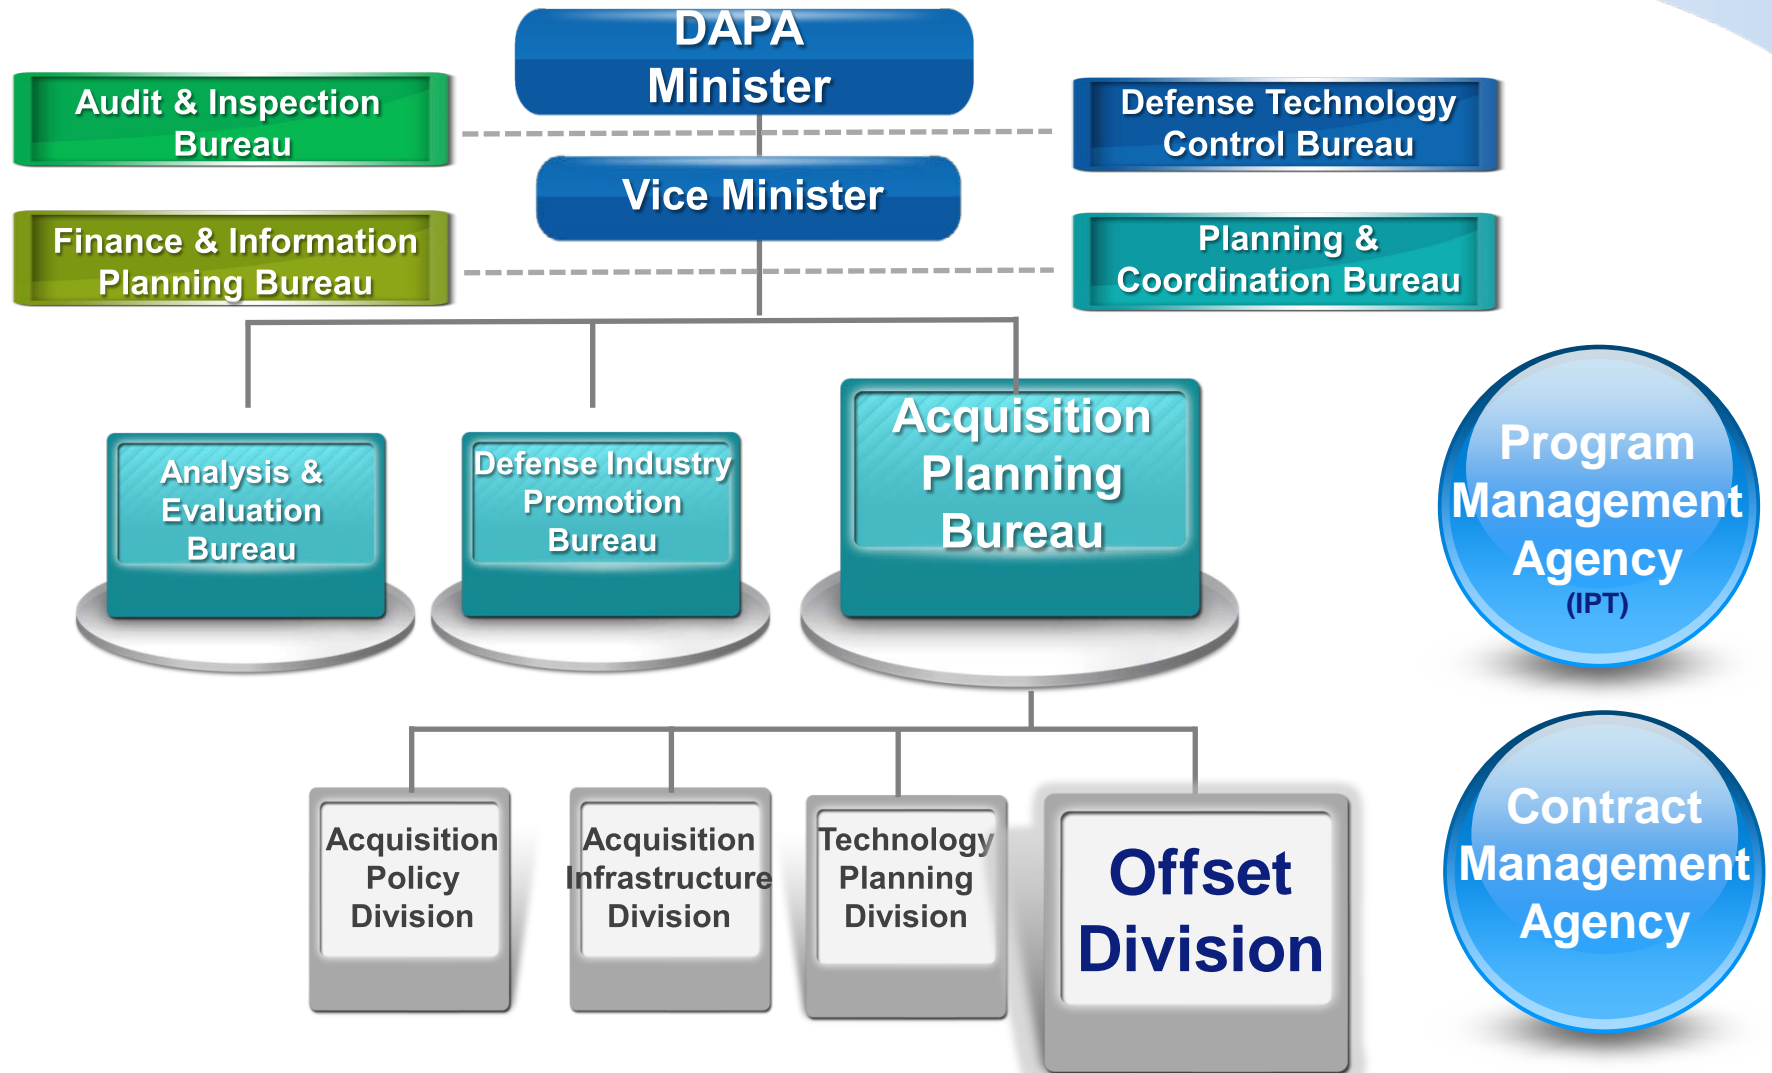 DAPA
Minister
Audit & Inspection
Bureau
Defense Technology
Control Bureau
Vice Minister
Finance & Information
Planning Bureau
Planning &
Coordination Bureau
Analysis &
Evaluation
Bureau
Defense Industry
Promotion
Bureau
Acquisition
Planning
Bureau
Program
Management
Agency
(IPT)
Acquisition
Policy
Division
Acquisition
Infrastructure
Division
Technology
Planning
Division
Offset
Division
Contract
Management
Agency